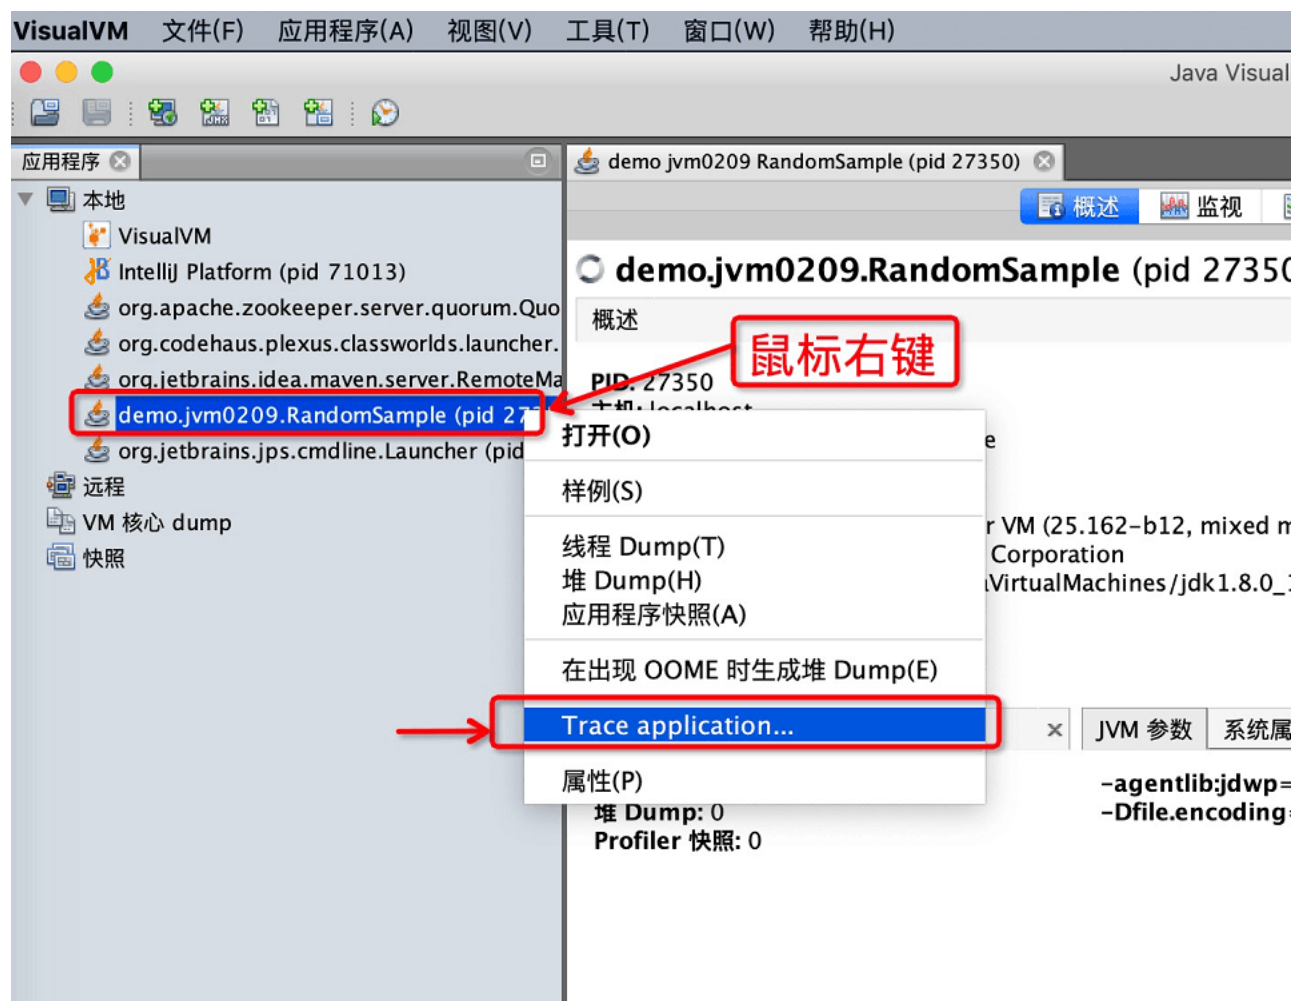 VisualVM 文件(F) 应用程序(A) 视图(V) 工具(T) 窗口(W) 帮助(H)
Java Visual
应用程序
demo jvm0209 RandomSample (pid 27350)
本地
概述 监视
VisualVM
IntelliJ Platform (pid 71013)
demo.jvm0209.RandomSample (pid 27350
org.apache.zookeeper.server.quorum.Quo
概述
鼠标右键
org.codehaus.plexus.classworlds.launcher.
org.jetbrains.idea.maven.server.RemoteMa
PID: 27350
主机: localhost
demo.jvm0209.RandomSample (pid 27
打开(O)
e
org.jetbrains.jps.cmdline.Launcher (pid
远程
样例(S)
VM 核心 dump
r VM (25.162-b12, mixed m
线程 Dump(T)
Corporation
快照
堆 Dump(H)
aVirtualMachines/jdk1.8.0_
应用程序快照(A)
在出现 OOME 时生成堆 Dump(E)
Trace application...
JVM 参数 系统属
属性(P)
-agentlib:jdwp=
堆 Dump: 0
-Dfile.encoding=
Profiler 快照: 0